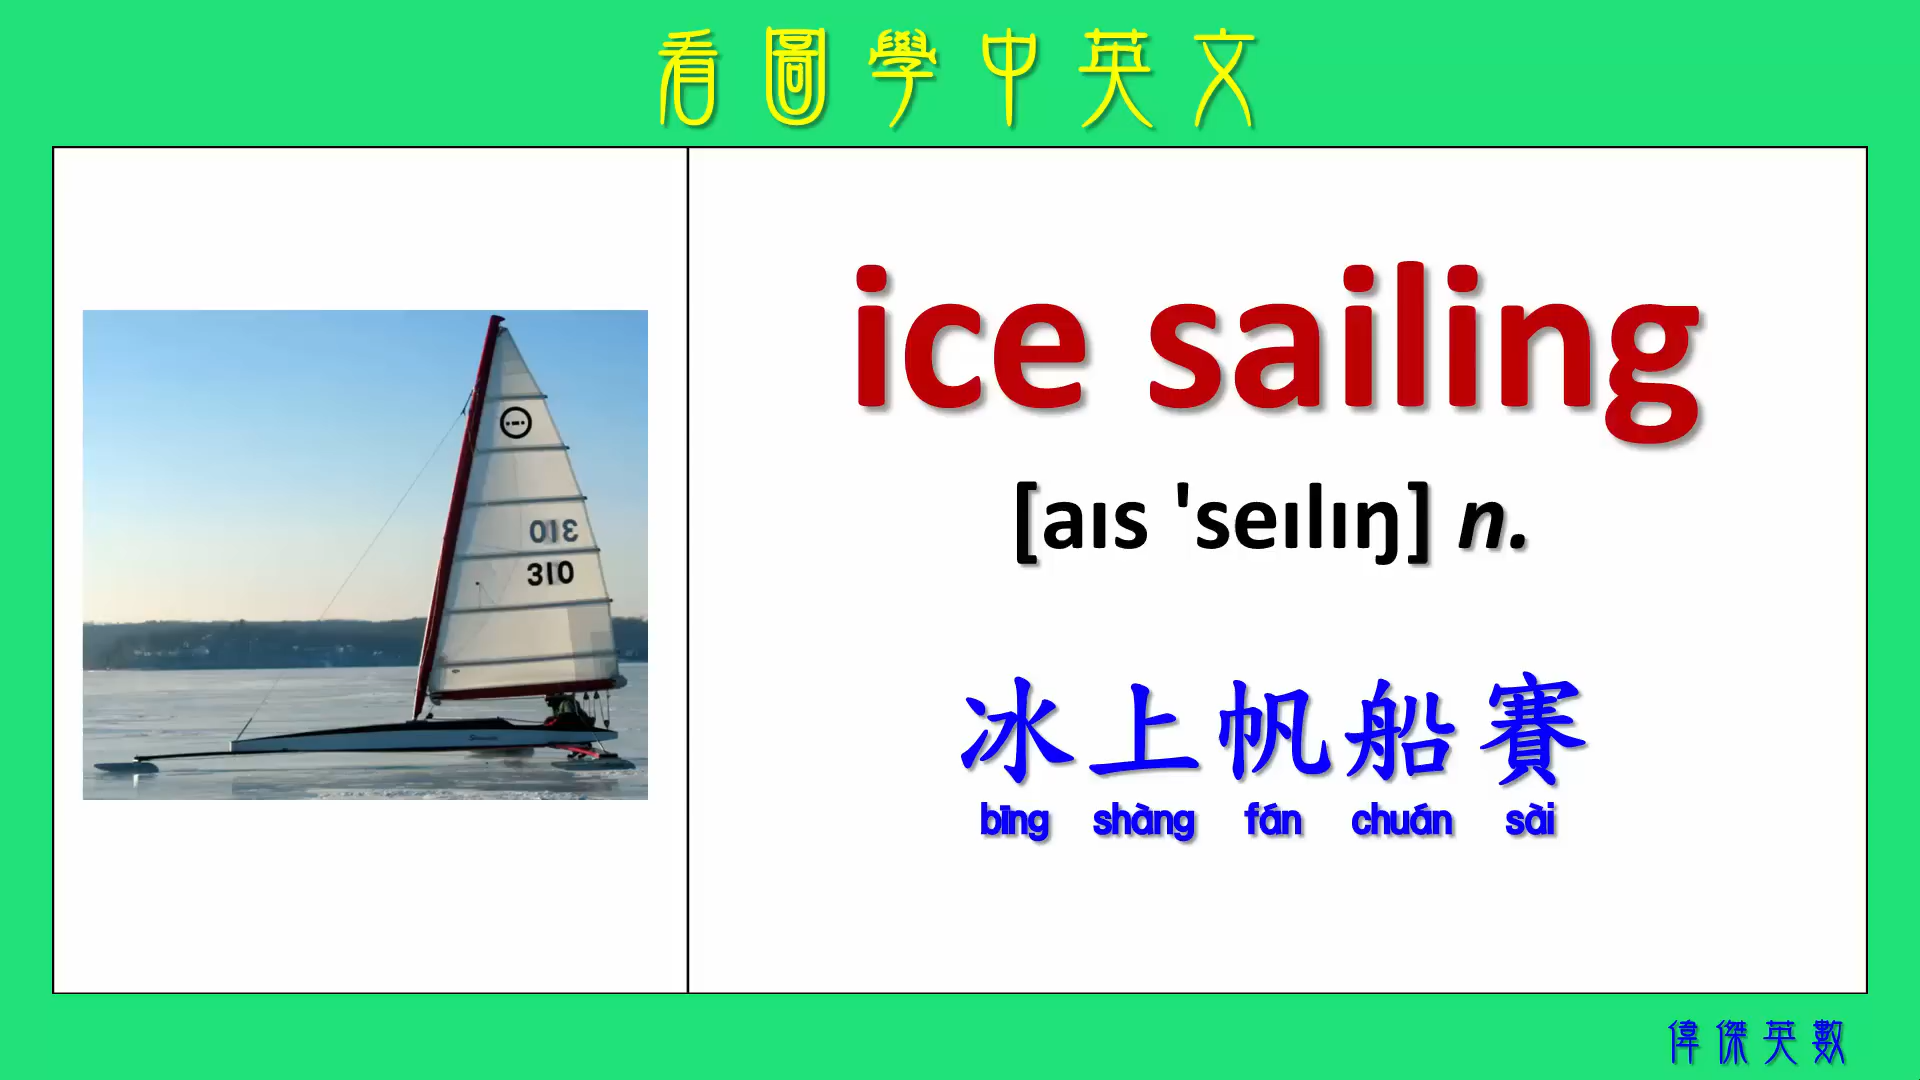 看圖學中英文
310
310
ice sailing
[aɪs 'seɪlɪŋ] n.
冰上帆船賽
bīng shàng fán chuán sài
偉傑英數